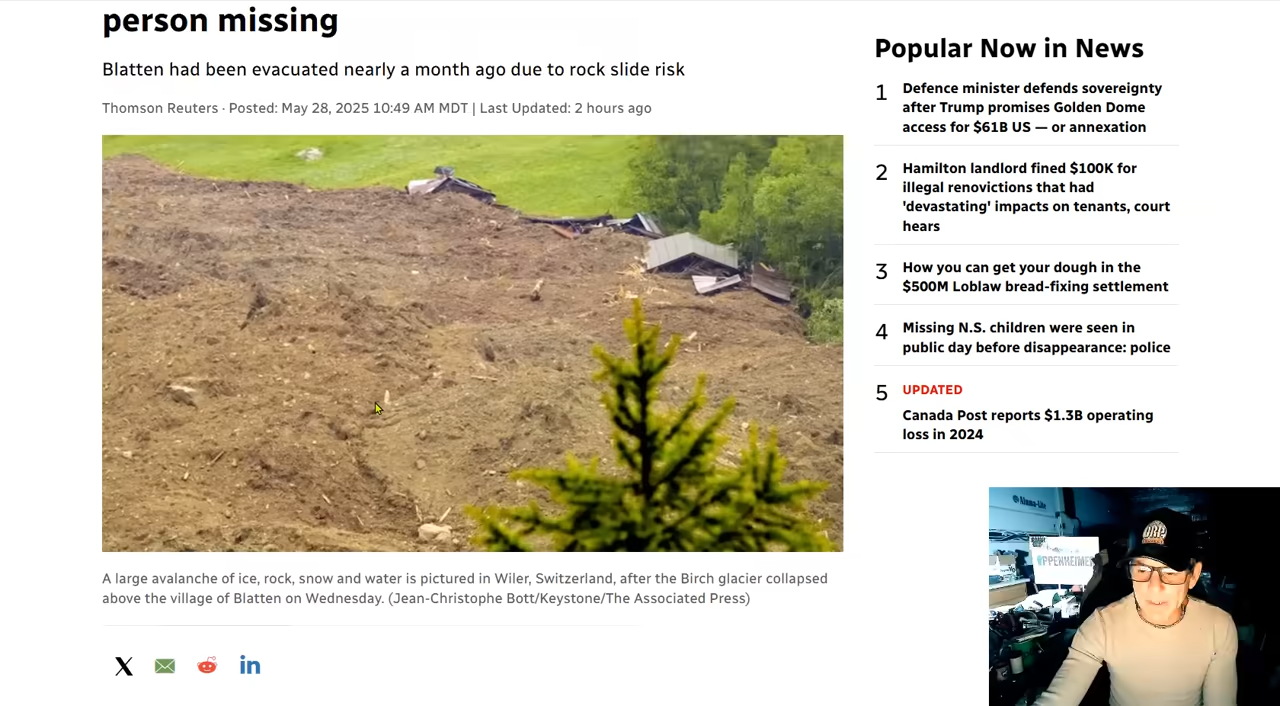 person missing
Blatten had been evacuated nearly a month ago due to rock slide risk
Thomson Reuters · Posted: May 28, 2025 10:49 AM MDT | Last Updated: 2 hours ago
A large avalanche of ice, rock, snow and water is pictured in Wiler, Switzerland, after the Birch glacier collapsed
above the village of Blatten on Wednesday. (Jean-Christophe Bott/Keystone/The Associated Press)
X
in
Popular Now in News
1
Defence minister defends sovereignty
after Trump promises Golden Dome
access for $61B US — or annexation
2
Hamilton landlord fined $100K for
illegal renovictions that had
'devastating' impacts on tenants, court
hears
3
How you can get your dough in the
$500M Loblaw bread-fixing settlement
4
Missing N.S. children were seen in
public day before disappearance: police
5
UPDATED
Canada Post reports $1.3B operating
loss in 2024
Aluma-Lite
DRP